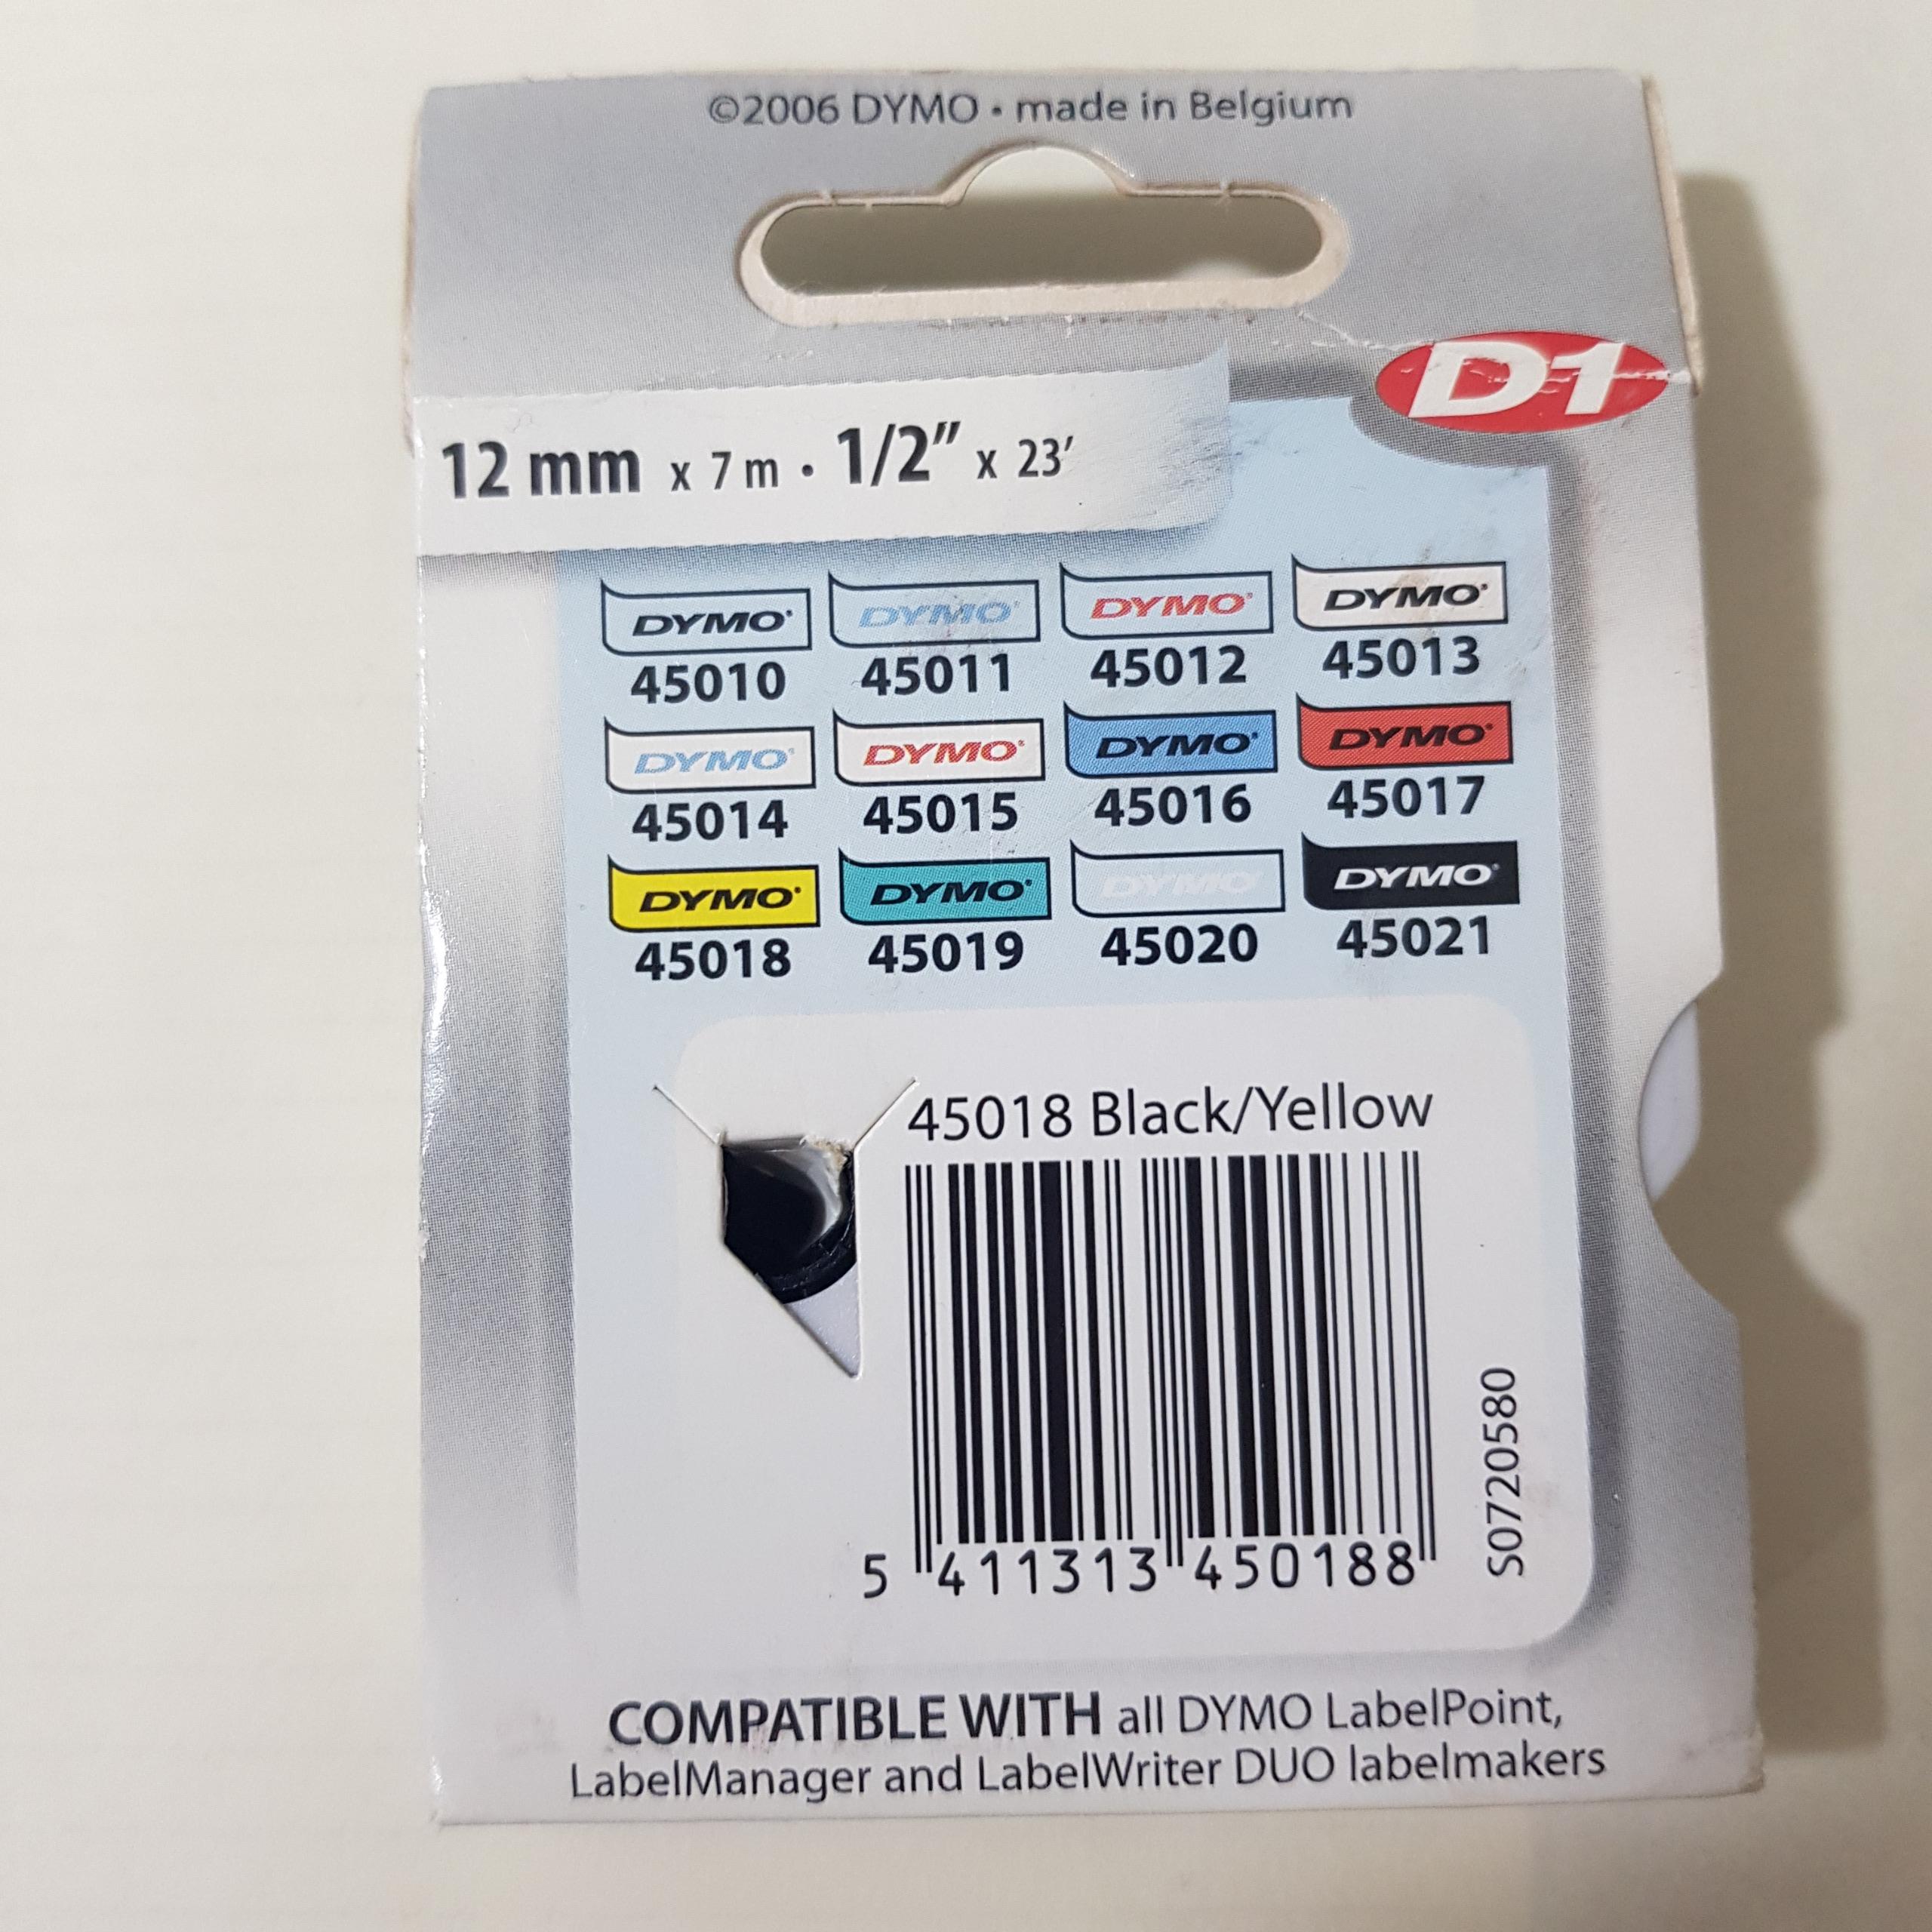 ©2006 DYMO • made in Belgium
D1
12 mm x 7 m • 1/2" x 23'
DYMO DYMO DYMO DYMO
45010 45011 45012 45013
DYMO DYMO DYMO DYMO
45014 45015 45016 45017
DYMO DYMO DYMO DYMO
45018 45019 45020 45021
45018 Black/Yellow
5 411313 450188
S0720580
COMPATIBLE WITH all DYMO LabelPoint,
LabelManager and LabelWriter DUO labelmakers